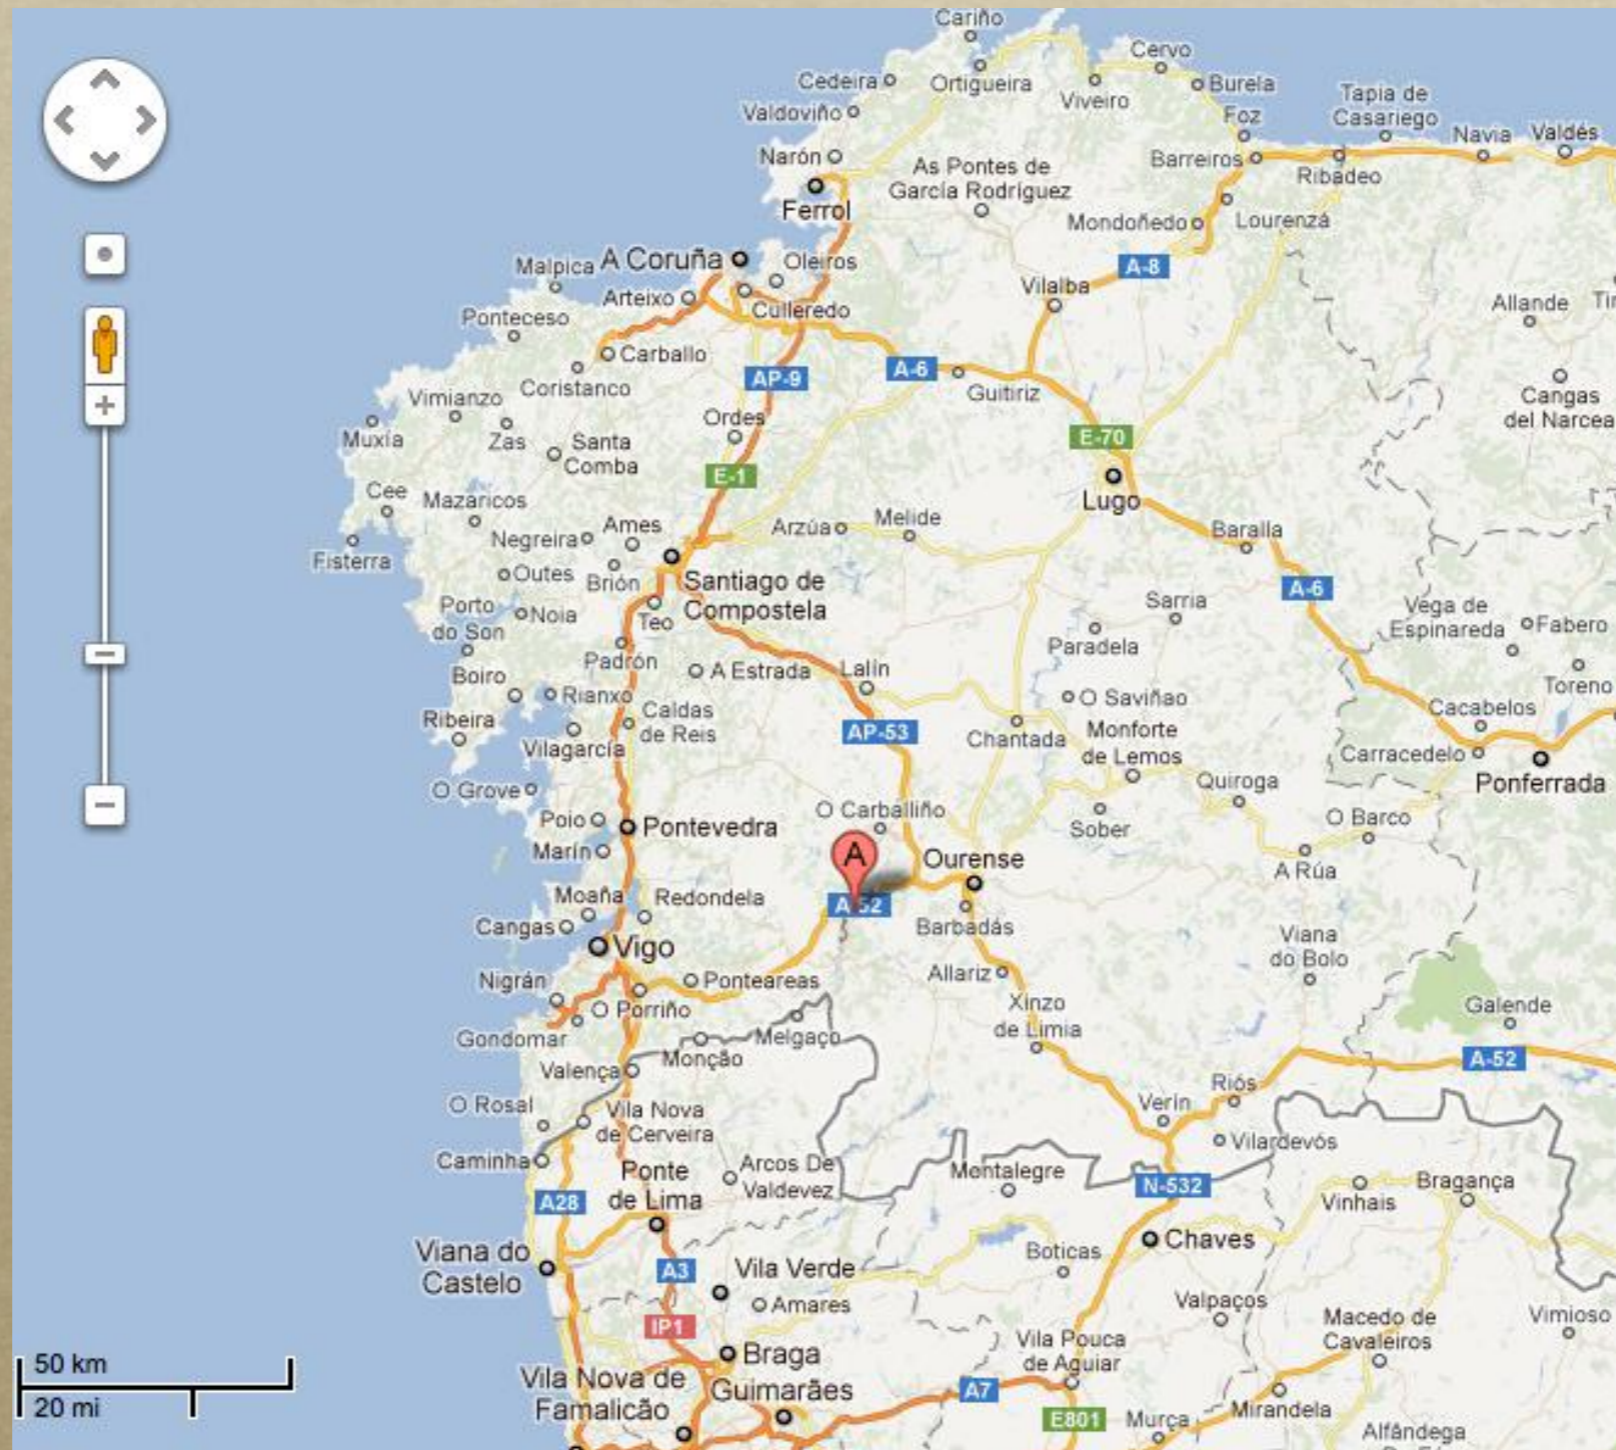 Cariño
Cervo
Cedeira
Ortigueira
Burela
Viveiro
Valdoviño
Foz
Tapia de
Casariego
Navia
Valdés
Narón
As Pontes de
García Rodríguez
Barreiros
Ribadeo
Ferrol
Mondoñedo
Lourenzá
A Coruña
Oleiros
Malpica
A-8
Arteixo
Vilalba
Culleredo
Allande
Ponteceso
Carballo
AP-9
A-6
Coristanco
Guitiriz
Cangas
del Narcea
Vimianzo
Ordes
Muxía
Zas
Santa
Comba
E-70
E-1
Cee
Mazaricos
Lugo
Negreira
Ames
Arzúa
Melide
Baralla
Fisterra
Outes
Brión
Santiago de
Compostela
A-6
Porto
do Son
Noia
Teo
Sarria
Vega de
Espinareda
Fabero
Padrón
A Estrada
Lalín
Paradela
Boiro
Rianxo
O Saviñao
Toreno
Ribeira
Caldas
de Reis
Vilagarcía
AP-53
Chantada
Monforte
de Lemos
Cacabelos
Carracedelo
Ponferrada
O Grove
Quiroga
O Carballiño
Sober
O Barco
Poio
Pontevedra
Marín
A
Ourense
A Rúa
Moaña
Redondela
A-52
Cangas
Barbadás
Vigo
Viana
do Bolo
Nigrán
Ponteareas
Allariz
O Porriño
Xinzo
de Limia
Galende
Gondomar
Melgaço
Monção
A-52
Valença
Riós
O Rosal
Vila Nova
de Cerveira
Verín
Vilardevós
Caminha
Ponte
de Lima
Arcos De
Valdevez
Montalegre
N-532
Vinhais
Bragança
A28
Viana do
Castelo
Chaves
Boticas
A3
Vila Verde
Amares
Valpaços
IP1
Macedo de
Cavaleiros
Vimioso
Vila Pouca
de Aguiar
50 km
20 mi
Braga
Vila Nova de
Famalicão
Guimarães
A7
E801
Murça
Mirandela
Alfândega